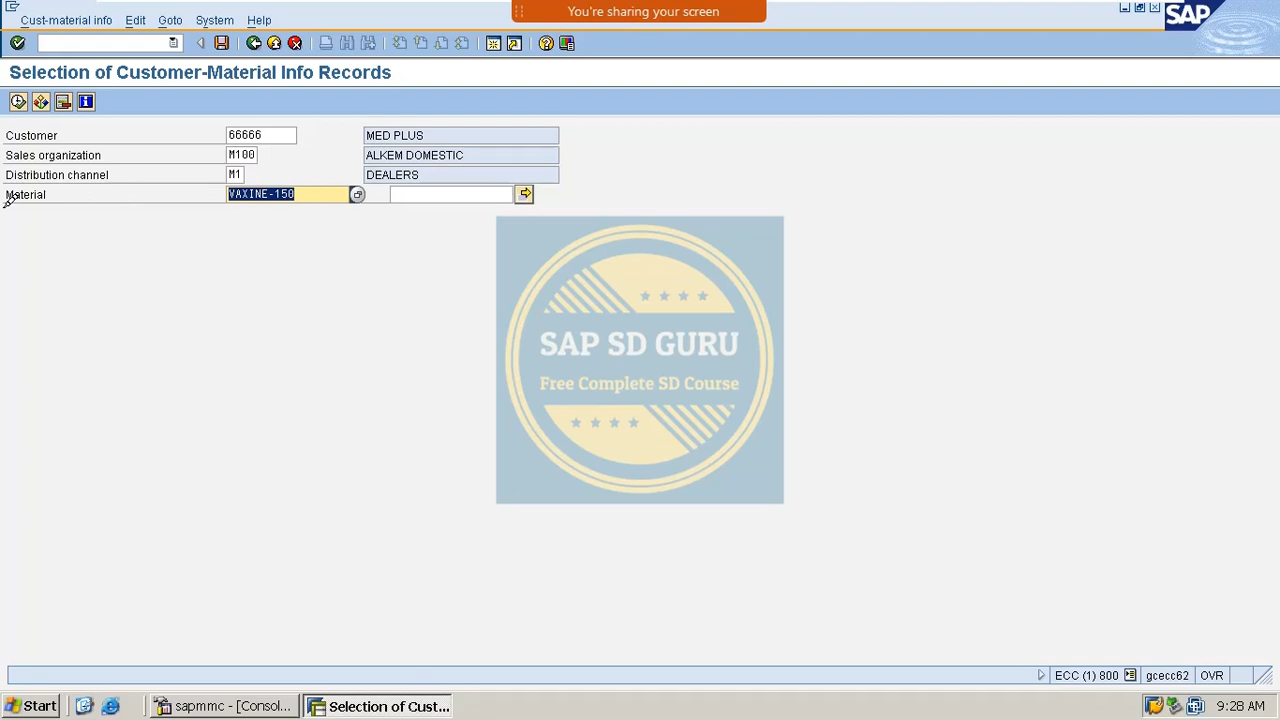 You're sharing your screen
Cust-material info Edit Goto System Help
SAP
Selection of Customer-Material Info Records
Customer 66666 MED PLUS
Sales organization M100 ALKEM DOMESTIC
Distribution channel M1 DEALERS
Material VAXINE-150
SAP SD GURU
Free Complete SD Course
ECC (1) 800 gcecc62 OVR
Start sapmmc - [Consol... Selection of Cust... 9:28 AM